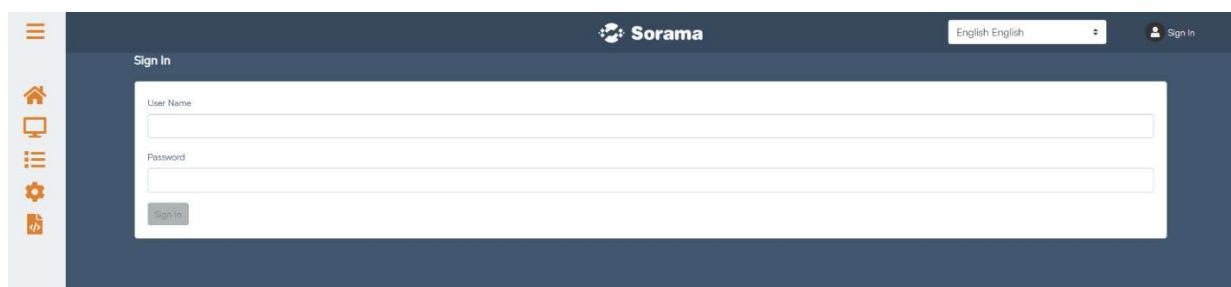 Sorama
English English
Sign In
Sign In
User Name
Password
Sign In